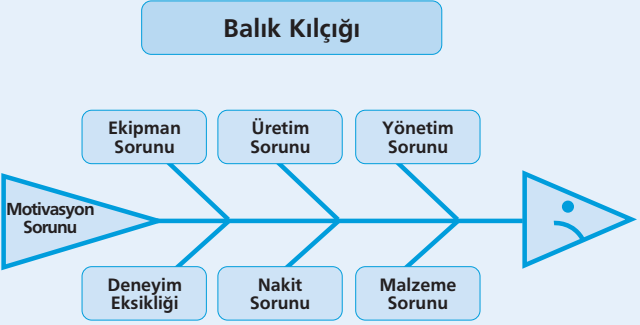 Balık Kılçığı
Ekipman
Sorunu
Üretim
Sorunu
Yönetim
Sorunu
Motivasyon
Sorunu
Deneyim
Eksikliği
Nakit
Sorunu
Malzeme
Sorunu